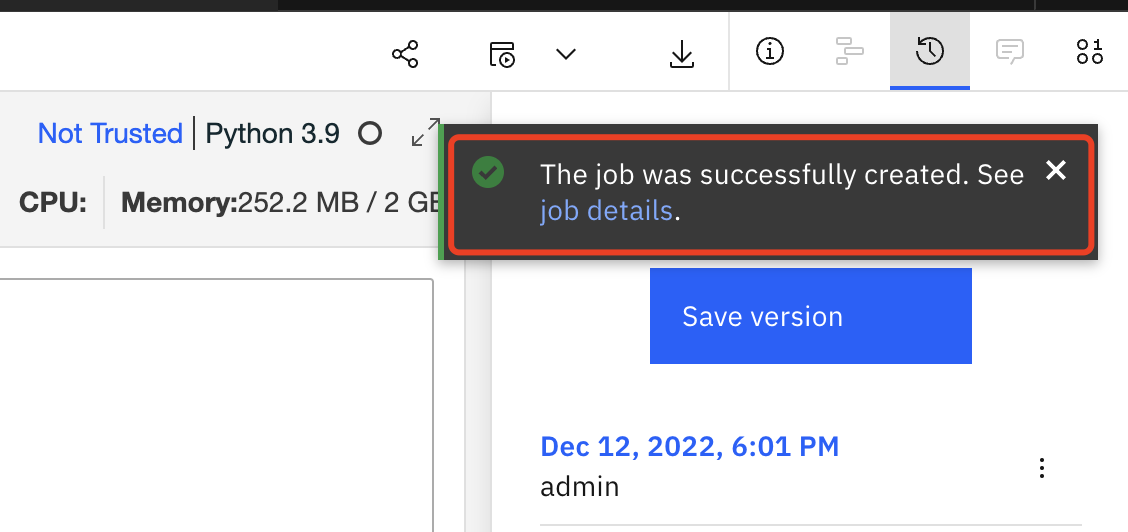 Not Trusted | Python 3.9
CPU: Memory:252.2 MB / 2 GB
The job was successfully created. See
job details.
Save version
Dec 12, 2022, 6:01 PM
admin